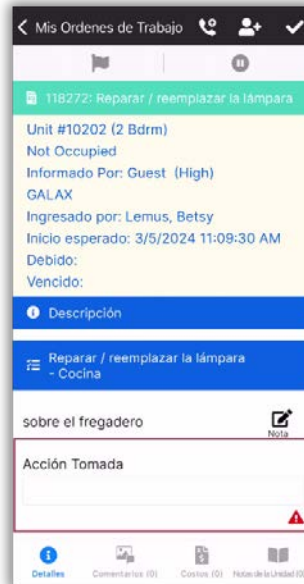 Mis Ordenes de Trabajo
118272: Reparar / reemplazar la lámpara
Unit #10202 (2 Bdrm)
Not Occupied
Informado Por: Guest (High)
GALAX
Ingresado por: Lemus, Betsy
Inicio esperado: 3/5/2024 11:09:30 AM
Debido:
Vencido:
Descripción
Reparar / reemplazar la lámpara
- Cocina
sobre el fregadero
Nota
Acción Tomada
Detalles
Comentarios (0)
Costos (0)
Notas de la Unidad